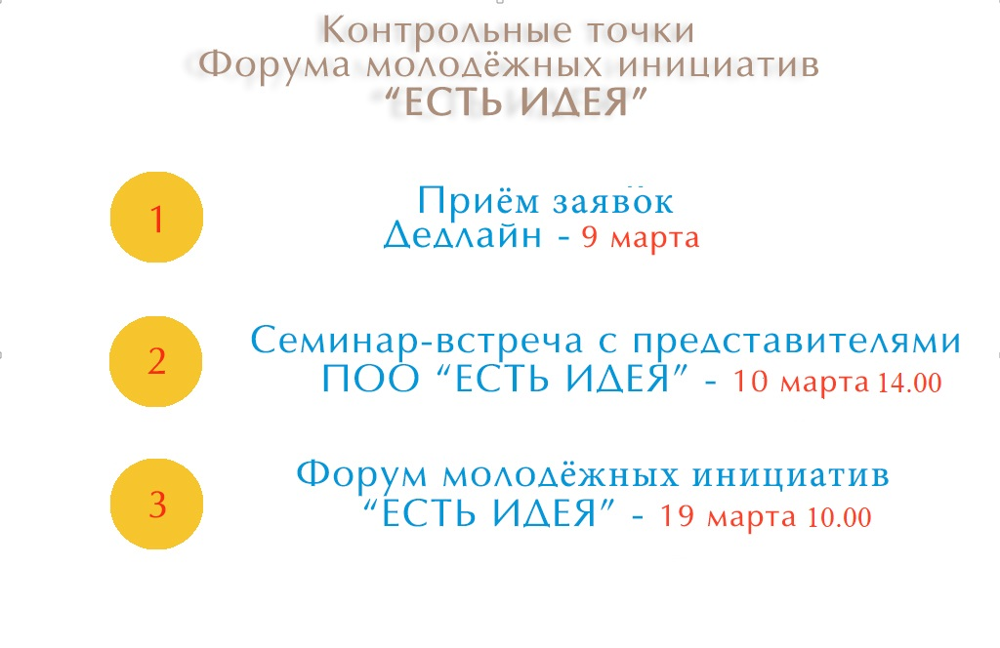 Контрольные точки
Форума молодёжных инициатив
“ЕСТЬ ИДЕЯ”
1
Приём заявок
Дедлайн - 9 марта
2
Семинар-встреча с представителями
ПОО “ЕСТЬ ИДЕЯ” - 10 марта 14.00
3
Форум молодёжных инициатив
“ЕСТЬ ИДЕЯ” - 19 марта 10.00